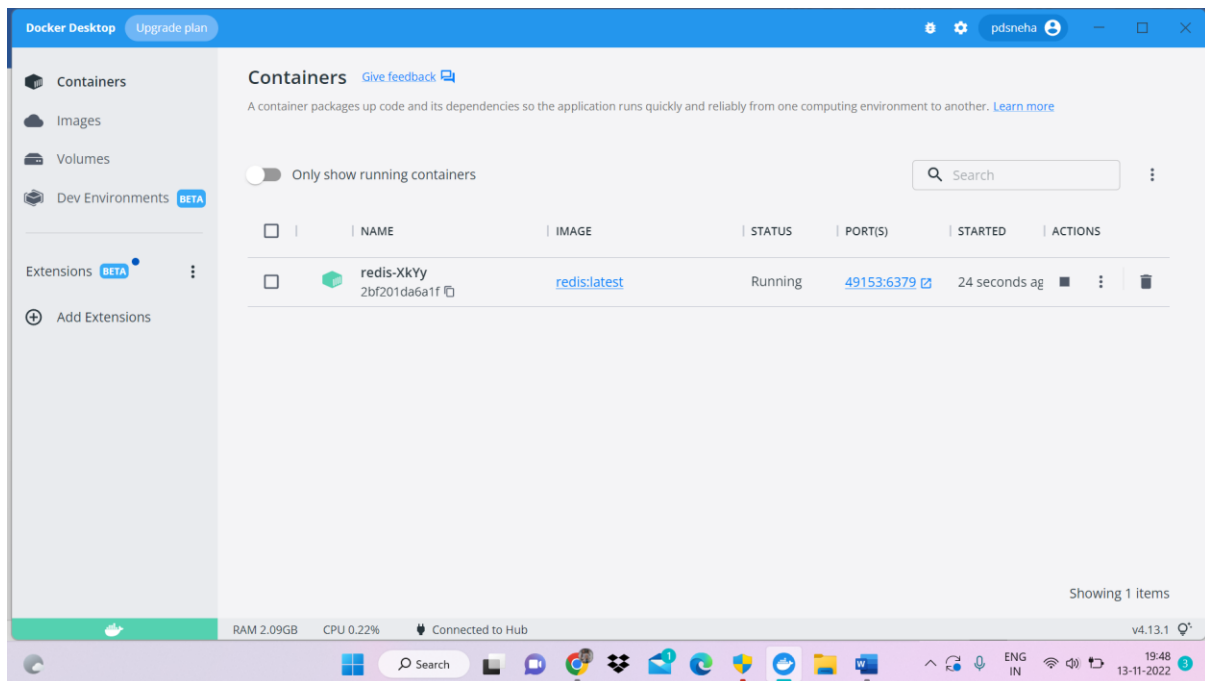 Docker Desktop Upgrade plan pdsneha
Containers
Images
Volumes
Dev Environments BETA
Extensions BETA
Add Extensions
Containers Give feedback
A container packages up code and its dependencies so the application runs quickly and reliably from one computing environment to another. Learn more
Only show running containers Search
NAME IMAGE STATUS PORT(S) STARTED ACTIONS
redis-XkYy redis:latest Running 49153:6379 24 seconds ag
2bf201da6a1f
Showing 1 items
RAM 2.09GB CPU 0.22% Connected to Hub v4.13.1
Search 1 ENG 19:48
IN 13-11-2022 3